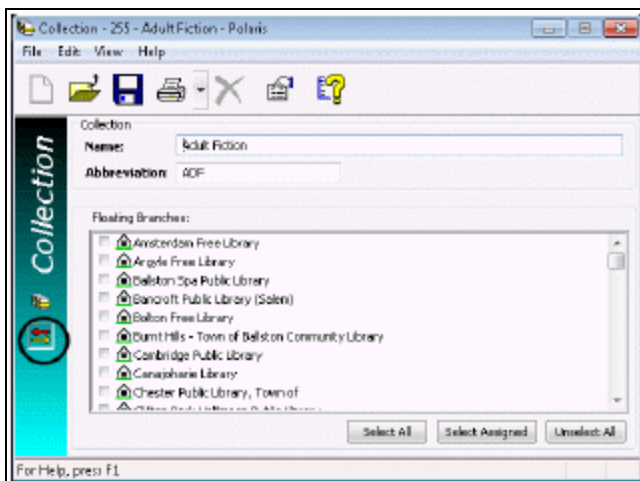 Collection - 255 - Adult Fiction - Polaris
File Edit View Help
Collection
Collection
Name: Adult Fiction
Abbreviation: ADF
Floating Branches:
Amsterdam Free Library
Argyle Free Library
Ballston Spa Public Library
Bancroft Public Library (Salem)
Bolton Free Library
Burnt Hills - Town of Ballston Community Library
Cambridge Public Library
Canajoharie Library
Chester Public Library, Town of
Select All Select Assigned Unselect All
For Help, press F1